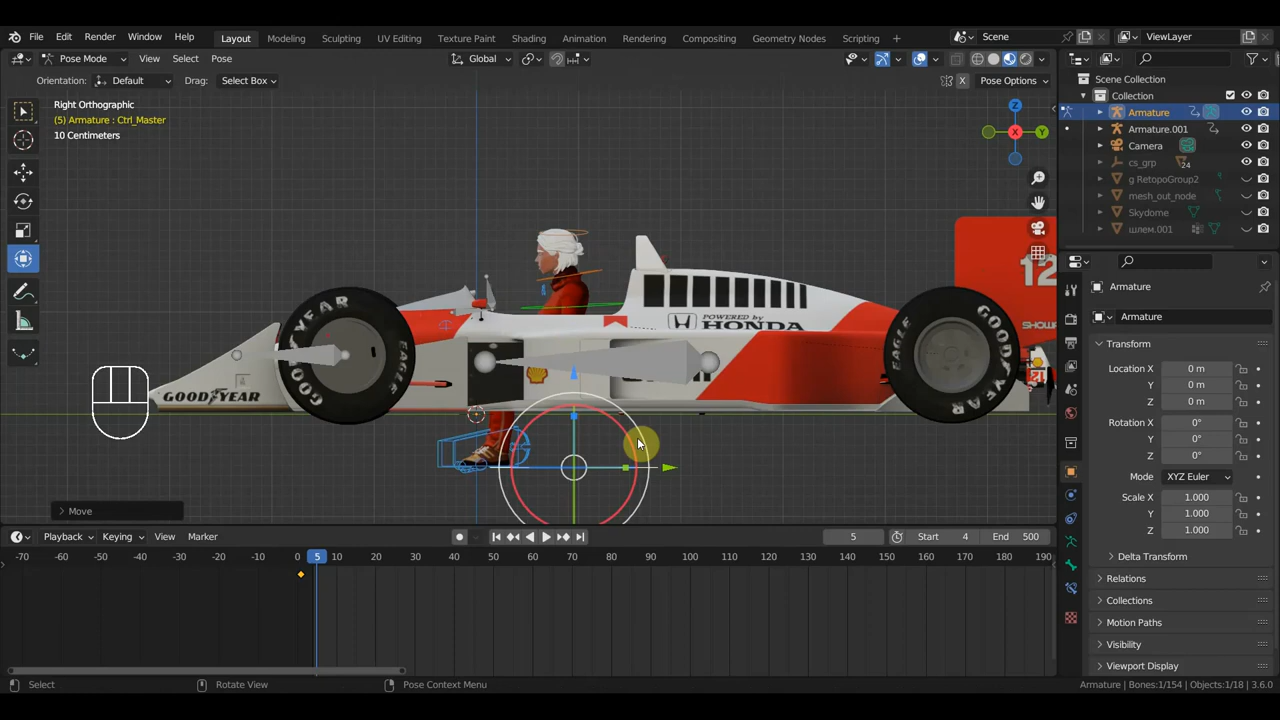 File Edit Render Window Help Layout Modeling Sculpting UV Editing Texture Paint Shading Animation Rendering Compositing Geometry Nodes Scripting + Scene ViewLayer
Pose Mode View Select Pose Global
Orientation: Default Drag: Select Box X Pose Options
Scene Collection
Collection
Armature
Armature.001
Camera
cs_grp 24
g RetopoGroup2
mesh_out_node
Skydome
шлем.001
Right Orthographic
(5) Armature : Ctrl_Master
10 Centimeters
Z
Y
X
12
GOODYEAR
EAGLE
GOODYEAR
POWERED by
HONDA
EAGLE
GOODYEAR
Move
Armature
Armature
Transform
Location X 0 m
Y 0 m
Z 0 m
Rotation X 0°
Y 0°
Z 0°
Mode XYZ Euler
Scale X 1.000
Y 1.000
Z 1.000
Delta Transform
Relations
Collections
Motion Paths
Visibility
Viewport Display
Playback Keying View Marker 5 Start 4 End 500
-70 -60 -50 -40 -30 -20 -10 0 5 10 20 30 40 50 60 70 80 90 100 110 120 130 140 150 160 170 180 190
Select Rotate View Pose Context Menu Armature | Bones:1/154 | Objects:1/18 | 3.6.0